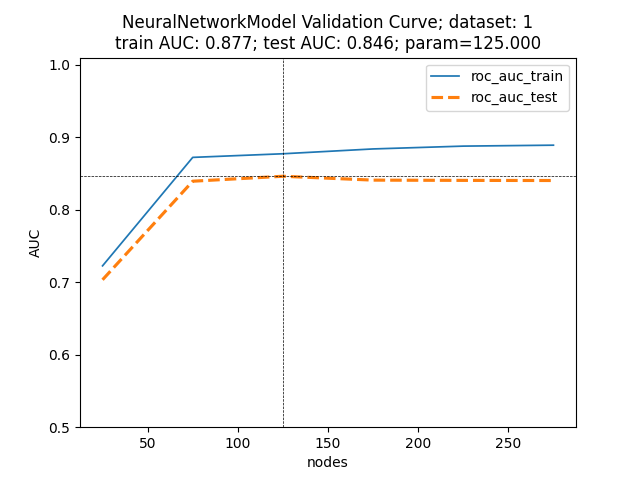 NeuralNetworkModel Validation Curve; dataset: 1
train AUC: 0.877; test AUC: 0.846; param=125.000
roc_auc_train
roc_auc_test
1.0
0.9
0.8
0.7
0.6
0.5
AUC
50
100
150
200
250
nodes